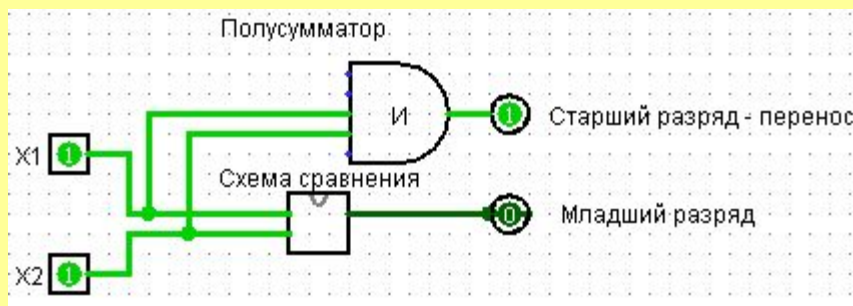 Полусумматор
И
1 Старший разряд - перенос
X1 1
Схема сравнения
0 Младший разряд
X2 1